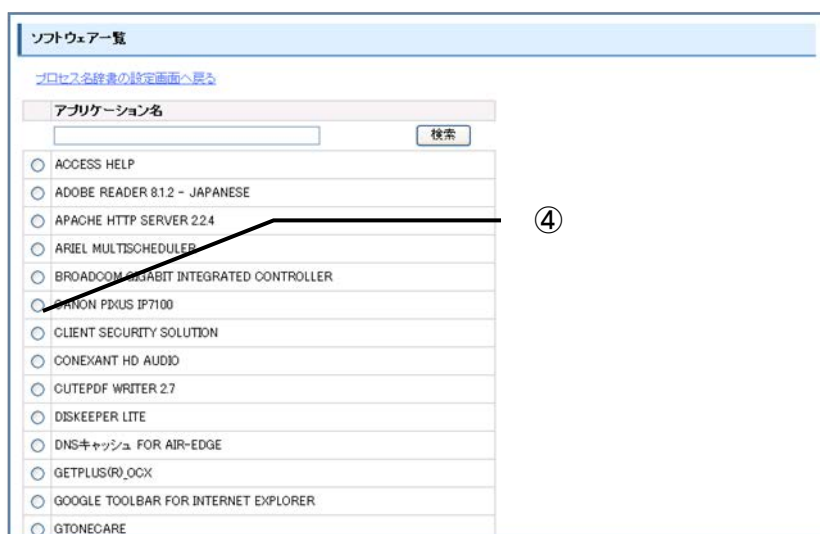 ソフトウェア一覧
プロセス名辞書の設定画面へ戻る
アプリケーション名
検索
ACCESS HELP
ADOBE READER 8.1.2 - JAPANESE
APACHE HTTP SERVER 2.2.4
④
ARIEL MULTISCHEDULER
BROADCOM GIGABIT INTEGRATED CONTROLLER
CANON PIXUS IP7100
CLIENT SECURITY SOLUTION
CONEXANT HD AUDIO
CUTEPDF WRITER 2.7
DISKEEPER LITE
DNSキャッシュ FOR AIR-EDGE
GETPLUS(R)_OCX
GOOGLE TOOLBAR FOR INTERNET EXPLORER
GTONECARE